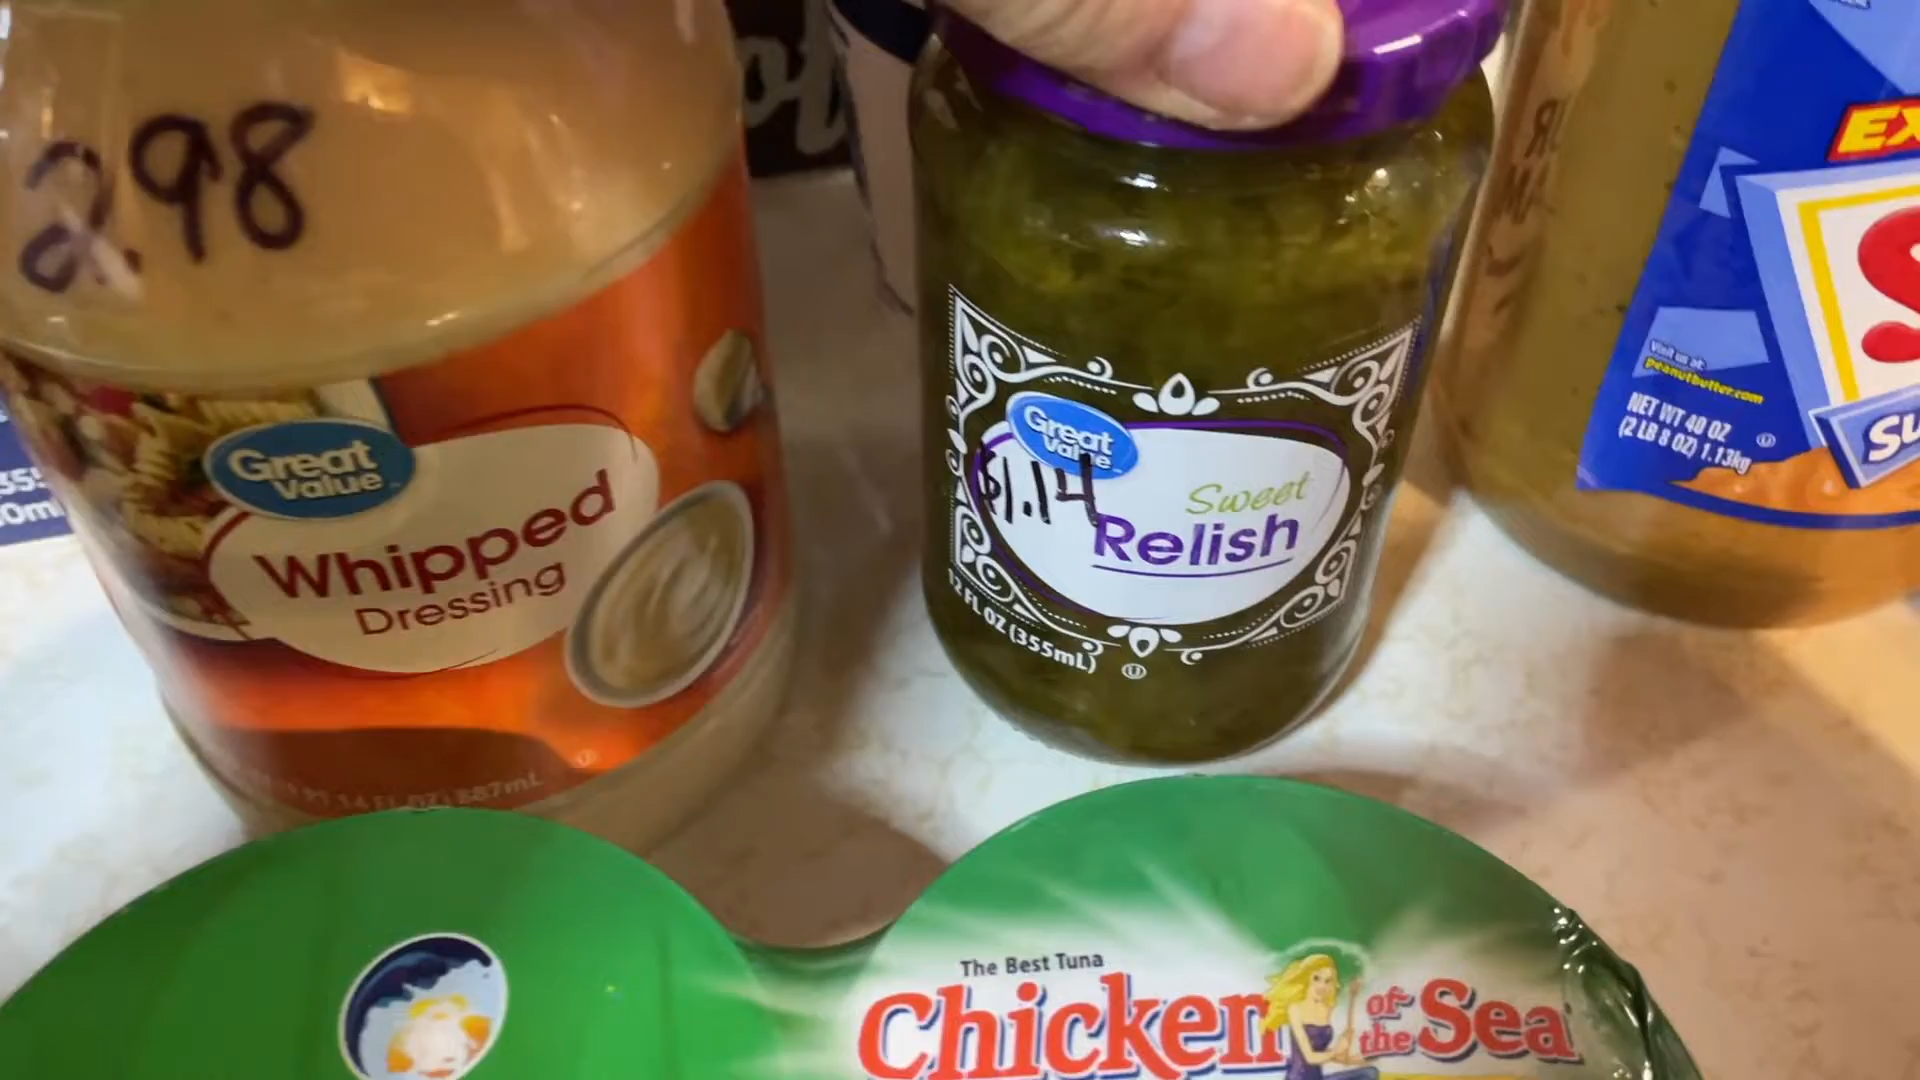 2.98
Great
Value
Whipped
Dressing
887mL
Great
Value
$1.14
Sweet
Relish
12 FL OZ (355mL)
Visit us at:
peanutbutter.com
NET WT 40 OZ
(2 LB 8 OZ) 1.13kg
The Best Tuna
Chicken
of the Sea